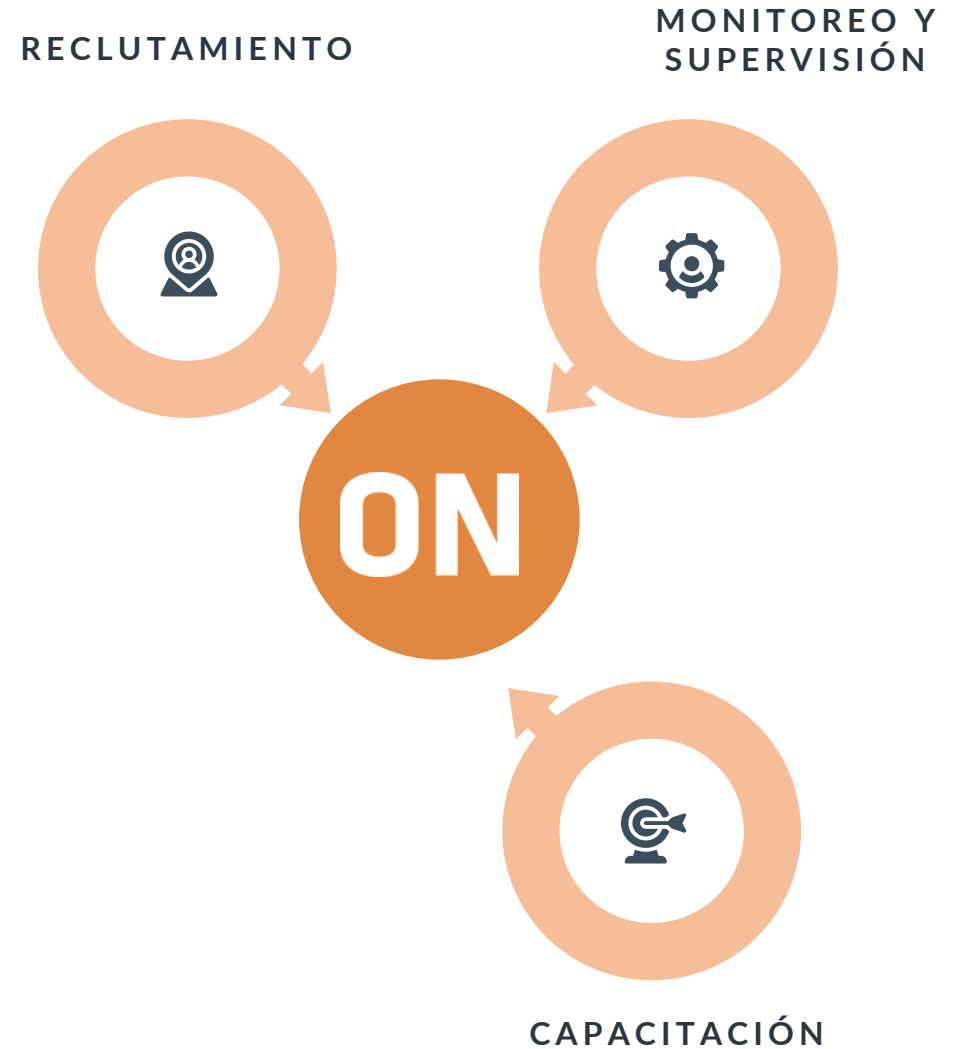 RECLUTAMIENTO
MONITOREO Y
SUPERVISIÓN
ON
CAPACITACIÓN